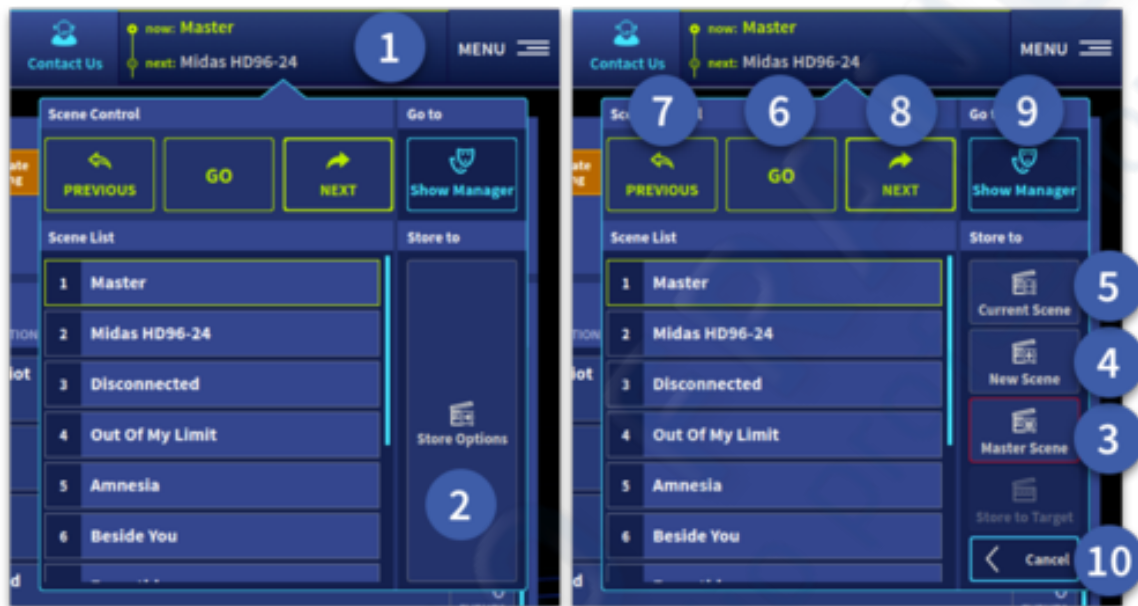 Contact Us
now: Master
next: Midas HD96-24
1
MENU
Scene Control
Go to
PREVIOUS
GO
NEXT
Show Manager
Scene List
Store to
1 Master
2 Midas HD96-24
3 Disconnected
4 Out Of My Limit
5 Amnesia
6 Beside You
Store Options
2
Contact Us
now: Master
next: Midas HD96-24
MENU
7
6
8
9
PREVIOUS
GO
NEXT
Show Manager
Scene List
Store to
1 Master
2 Midas HD96-24
3 Disconnected
4 Out Of My Limit
5 Amnesia
6 Beside You
Current Scene
5
New Scene
4
Master Scene
3
Store to Target
Cancel
10